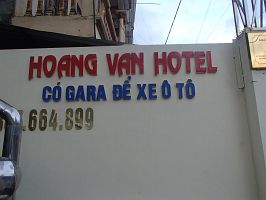 HOANG VAN HOTEL
CÓ GARA ĐỂ XE Ô TÔ
.664.899